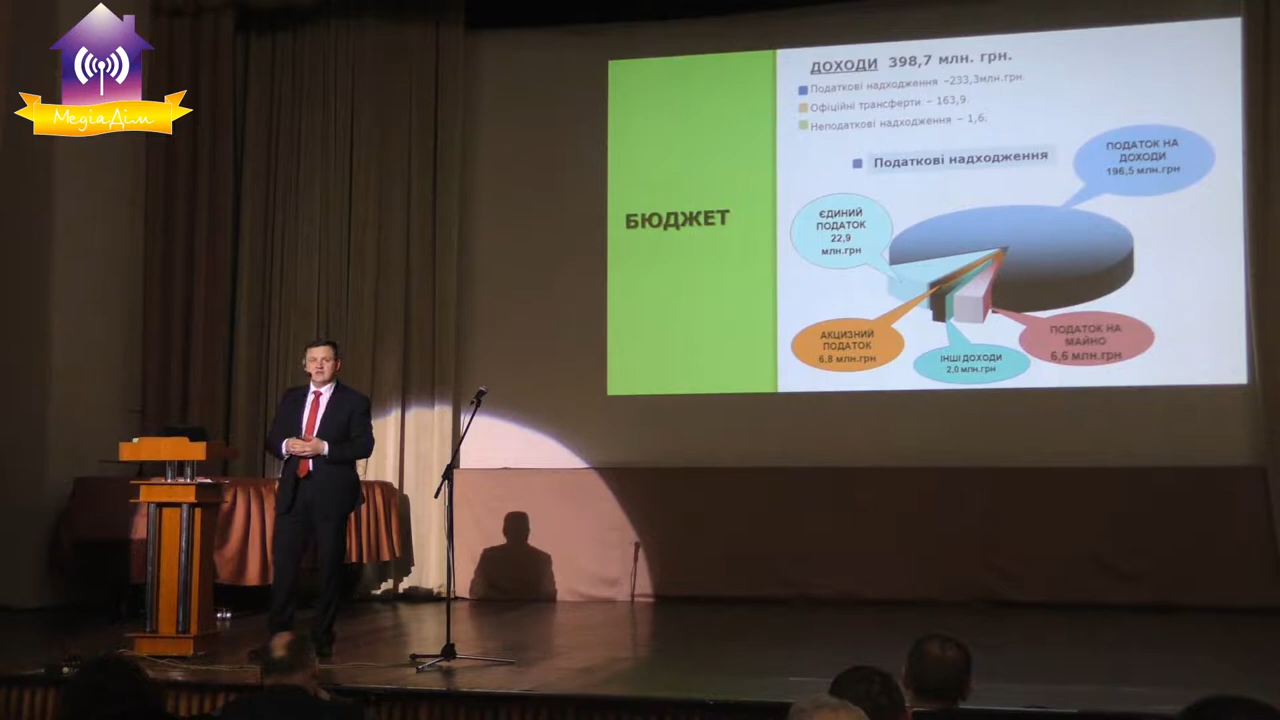 МедіаДім
ДОХОДИ 398,7 млн. грн.
Податкові надходження –233,3млн.грн
Офіційні трансферти – 163,9.
Неподаткові надходження – 1,6.
Податкові надходження
ПОДАТОК НА
ДОХОДИ
196,5 млн.грн
ЄДИНИЙ
ПОДАТОК
22,9
млн.грн
БЮДЖЕТ
АКЦИЗНИЙ
ПОДАТОК
6,8 млн.грн
ІНШІ ДОХОДИ
2,0 млн.грн
ПОДАТОК НА
МАЙНО
6,6 млн.грн